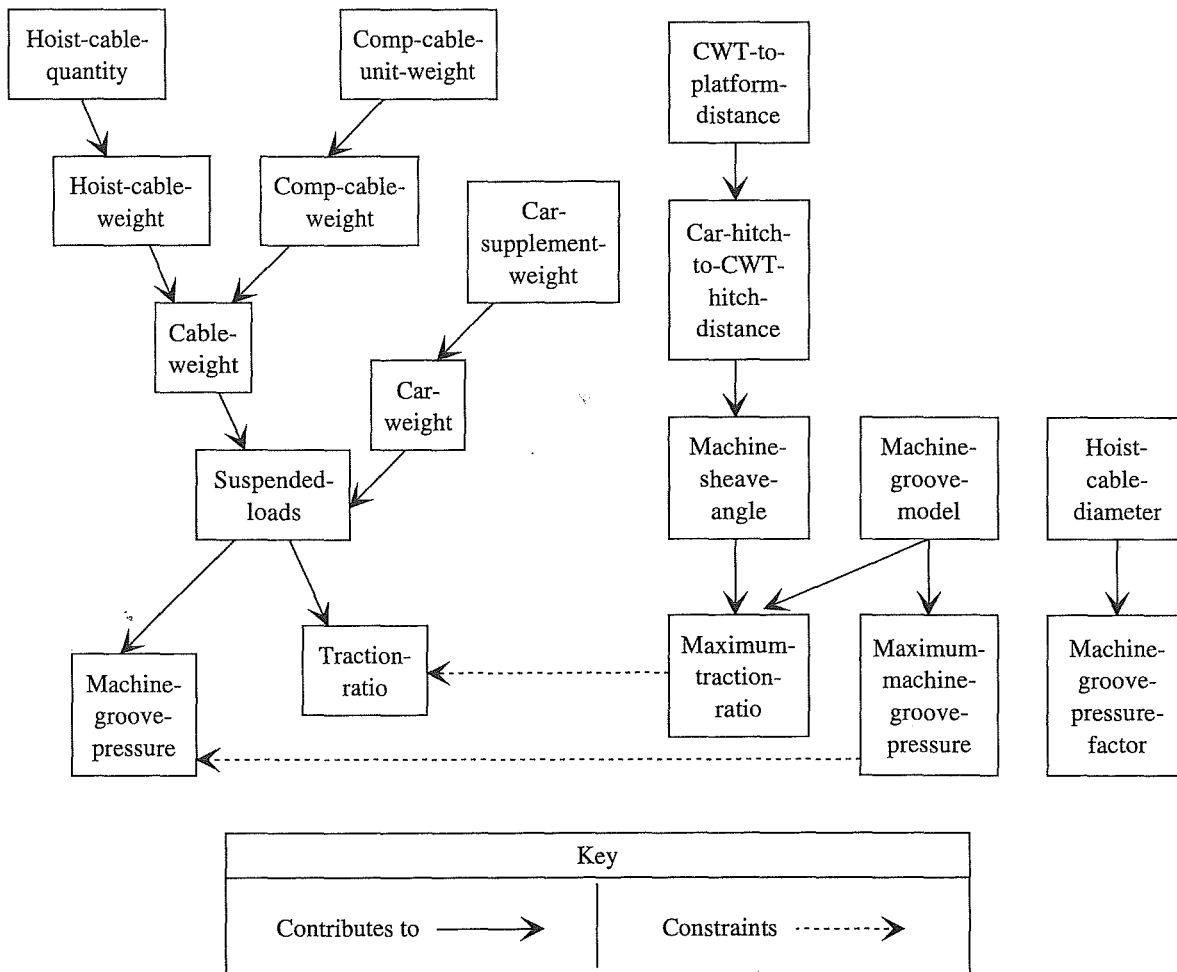 Hoist-cable-
quantity
Comp-cable-
unit-weight
CWT-to-
platform-
distance
Hoist-cable-
weight
Comp-cable-
weight
Car-
supplement-
weight
Car-hitch-
to-CWT-
hitch-
distance
Cable-
weight
Car-
weight
Machine-
sheave-
angle
Machine-
groove-
model
Hoist-
cable-
diameter
Suspended-
loads
Machine-
groove-
pressure
Traction-
ratio
Maximum-
traction-
ratio
Maximum-
machine-
groove-
pressure
Machine-
groove-
pressure-
factor
Key
Contributes to
Constraints